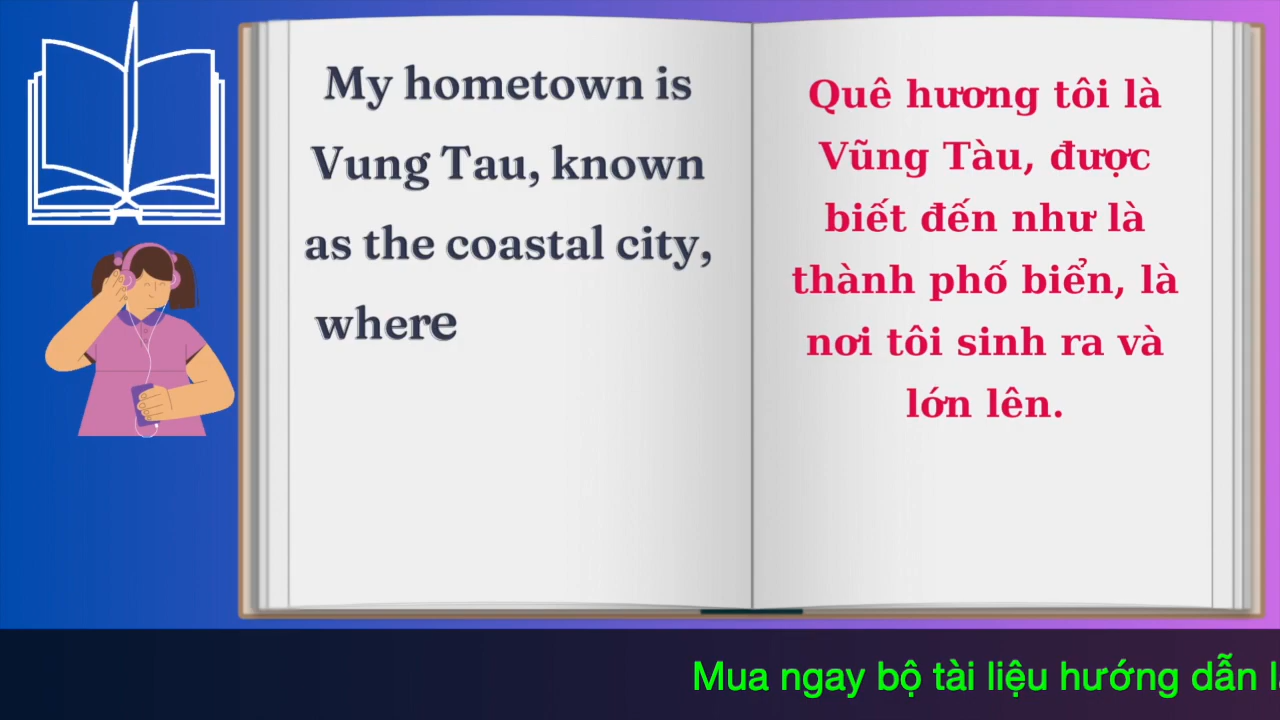 My hometown is
Vung Tau, known
as the coastal city,
where
Quê hương tôi là
Vũng Tàu, được
biết đến như là
thành phố biển, là
nơi tôi sinh ra và
lớn lên.
Mua ngay bộ tài liệu hướng dẫn